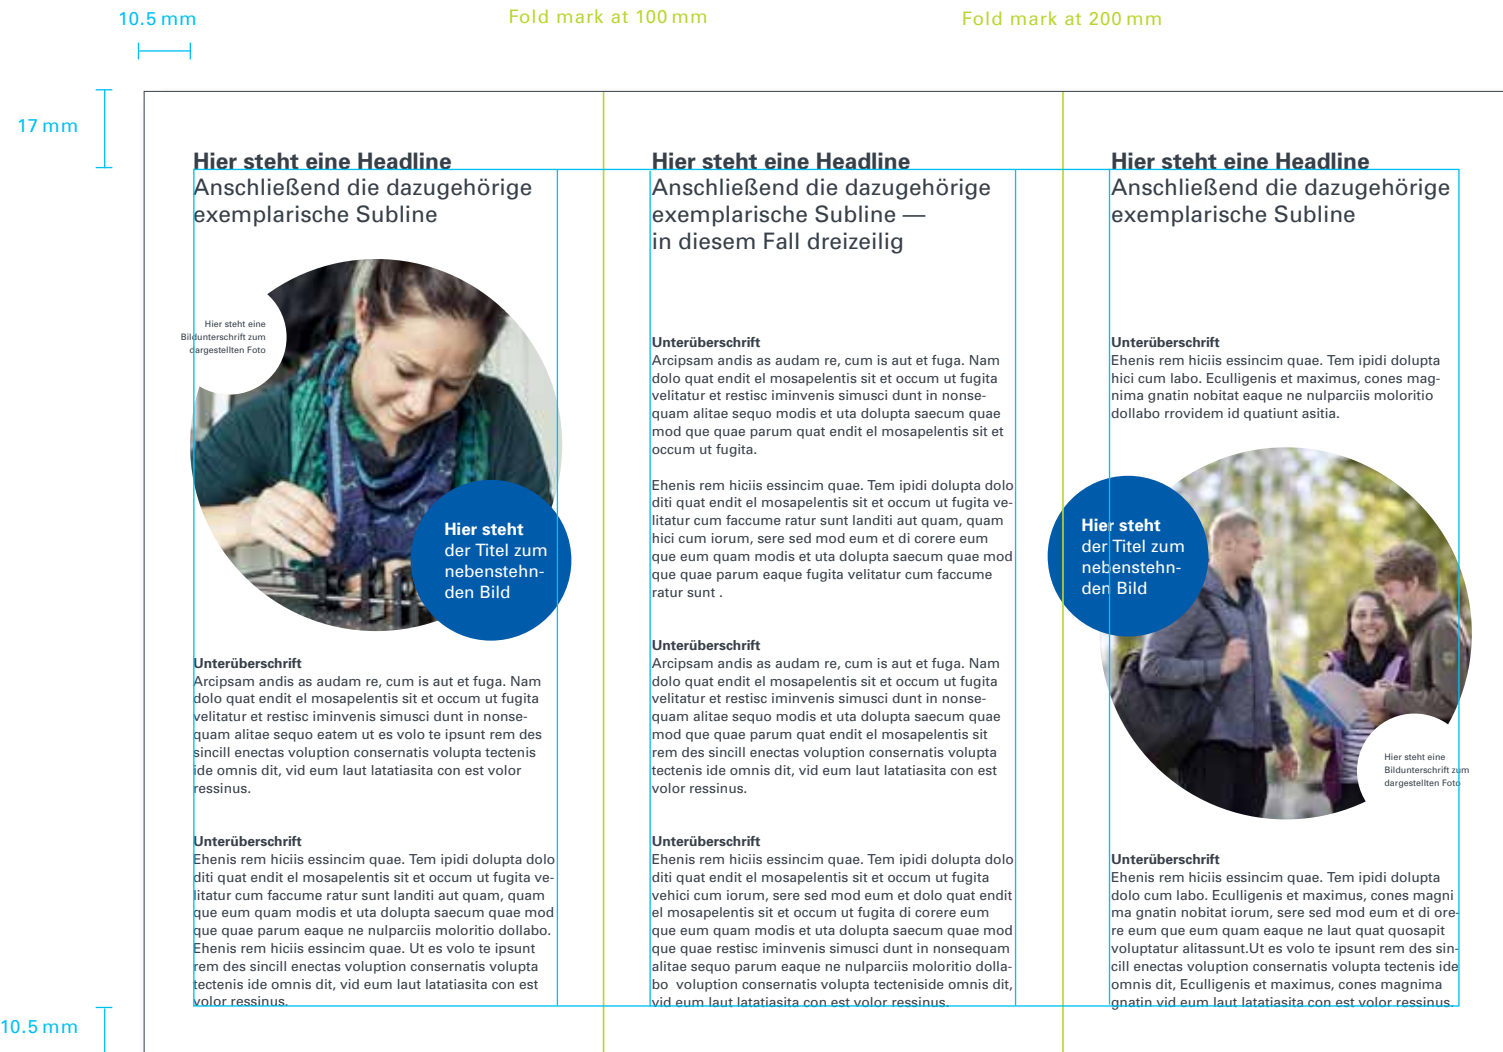 10.5 mm
Fold mark at 100 mm
Fold mark at 200 mm
17 mm
Hier steht eine Headline
Anschließend die dazugehörige
exemplarische Subline
Hier steht eine
Bildunterschrift zum
dargestellten Foto
Hier steht
der Titel zum
nebenstehn-
den Bild
Unterüberschrift
Arcipsam andis as audam re, cum is aut et fuga. Nam
dolo quat endit el mosapelentis sit et occum ut fugita
velitatur et restisc iminvenis simusci dunt in nonse-
quam alitae sequo eatem ut es volo te ipsunt rem des
sincill enectas voluption consernatis volupta tectenis
ide omnis dit, vid eum laut latatiasita con est volor
ressinus.
Unterüberschrift
Ehenis rem hiciis essincim quae. Tem ipidi dolupta dolo
diti quat endit el mosapelentis sit et occum ut fugita ve-
litatur cum faccume ratur sunt landiti aut quam, quam
que eum quam modis et uta dolupta saecum quae mod
que quae parum eaque ne nulparciis moloritio dollabo.
Ehenis rem hiciis essincim quae. Ut es volo te ipsunt
rem des sincill enectas voluption consernatis volupta
tectenis ide omnis dit, vid eum laut latatiasita con est
volor ressinus.
Hier steht eine Headline
Anschließend die dazugehörige
exemplarische Subline —
in diesem Fall dreizeilig
Unterüberschrift
Arcipsam andis as audam re, cum is aut et fuga. Nam
dolo quat endit el mosapelentis sit et occum ut fugita
velitatur et restisc iminvenis simusci dunt in nonse-
quam alitae sequo modis et uta dolupta saecum quae
mod que quae parum quat endit el mosapelentis sit et
occum ut fugita.
Ehenis rem hiciis essincim quae. Tem ipidi dolupta dolo
diti quat endit el mosapelentis sit et occum ut fugita ve-
litatur cum faccume ratur sunt landiti aut quam, quam
hici cum iorum, sere sed mod eum et di corere eum
que eum quam modis et uta dolupta saecum quae mod
que quae parum eaque fugita velitatur cum faccume
ratur sunt .
Unterüberschrift
Arcipsam andis as audam re, cum is aut et fuga. Nam
dolo quat endit el mosapelentis sit et occum ut fugita
velitatur et restisc iminvenis simusci dunt in nonse-
quam alitae sequo modis et uta dolupta saecum quae
mod que quae parum quat endit el mosapelentis sit
rem des sincill enectas voluption consernatis volupta
tectenis ide omnis dit, vid eum laut latatiasita con est
volor ressinus.
Unterüberschrift
Ehenis rem hiciis essincim quae. Tem ipidi dolupta dolo
diti quat endit el mosapelentis sit et occum ut fugita
vehici cum iorum, sere sed mod eum et dolo quat endit
el mosapelentis sit et occum ut fugita di corere eum
que eum quam modis et uta dolupta saecum quae mod
que quae restisc iminvenis simusci dunt in nonsequam
alitae sequo parum eaque ne nulparciis moloritio dolla-
bo voluption consernatis volupta tecteniside omnis dit,
vid eum laut latatiasita con est volor ressinus.
Hier steht eine Headline
Anschließend die dazugehörige
exemplarische Subline
Unterüberschrift
Ehenis rem hiciis essincim quae. Tem ipidi dolupta
hici cum labo. Eculligenis et maximus, cones mag-
nima gnatin nobitat eaque ne nulparciis moloritio
dollabo rrovidem id quatiunt asitia.
Hier steht
der Titel zum
nebenstehn-
den Bild
Hier steht eine
Bildunterschrift zum
dargestellten Foto
Unterüberschrift
Ehenis rem hiciis essincim quae. Tem ipidi dolupta
dolo cum labo. Eculligenis et maximus, cones magni
ma gnatin nobitat iorum, sere sed mod eum et di ore-
re eum que eum quam eaque ne laut quat quosapit
voluptatur alitassunt.Ut es volo te ipsunt rem des sin-
cill enectas voluption consernatis volupta tectenis ide
omnis dit, Eculligenis et maximus, cones magnima
gnatin vid eum laut latatiasita con est volor ressinus.
10.5 mm